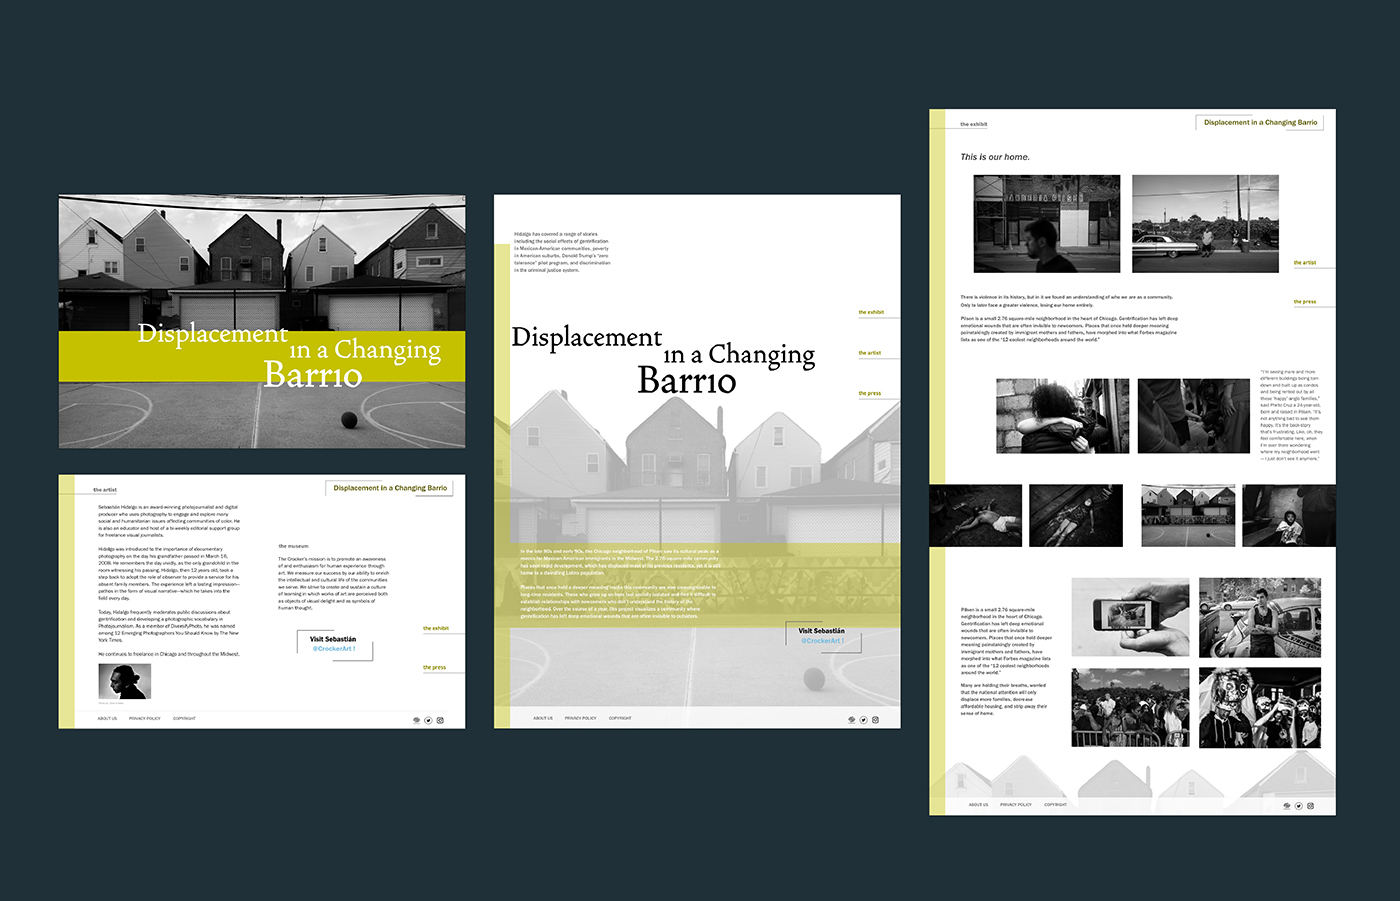 Displacement
in a Changing
Barrio
the artist
Displacement in a Changing Barrio
Sebastián Hidalgo is an award-winning photojournalist and digital
producer who uses photography to engage and explore many
social and humanitarian issues affecting communities of color. He
is also an educator and host of a bi-weekly editorial support group
for freelance visual journalists.
Hidalgo was introduced to the importance of documentary
photography on the day his grandfather passed in March 16,
2008. He remembers the day vividly, as the only grandchild in the
room witnessing his passing. Hidalgo, then 12 years old, took a
step back to adopt the role of observer to provide a service for his
absent family members. The experience left a lasting impression—
pathos in the form of visual narrative—which he takes into the
field every day.
Today, Hidalgo frequently moderates public discussions about
gentrification and developing a photographic vocabulary in
Photojournalism. As a member of DiversifyPhoto, he was named
among 12 Emerging Photographers You Should Know by The New
York Times.
He continues to freelance in Chicago and throughout the Midwest.
the museum
The Crocker's mission is to promote an awareness
of and enthusiasm for human experience through
art. We measure our success by our ability to enrich
the intellectual and cultural life of the communities
we serve. We strive to create and sustain a culture
of learning in which works of art are perceived both
as objects of visual delight and as symbols of
human thought.
Visit Sebastián
@CrockerArt !
the exhibit
the press
ABOUT US PRIVACY POLICY COPYRIGHT
Hidalgo has covered a range of stories
including the social effects of gentrification
in Mexican-American communities, poverty
in American suburbs, Donald Trump's "zero
tolerance" pilot program, and discrimination
in the criminal justice system.
the exhibit
Displacement
in a Changing
Barrio
the artist
the press
In the late 90s and early '00s, the Chicago neighborhood of Pilsen saw its cultural peak as a
mecca for Mexican American immigrants in the Midwest. The 2.76 square-mile community
has seen rapid development, which has displaced most of its previous residents, yet it is still
home to a dwindling Latino population.
Places that once held a deeper meaning inside this community are now unrecognizable to
long-time residents. Those who grew up here feel socially isolated and find it difficult to
establish relationships with newcomers who don't understand the history of the
neighborhood. Over the course of a year, this project visualizes a community where
gentrification has left deep emotional wounds that are often invisible to outsiders.
Visit Sebastián
@CrockerArt !
ABOUT US PRIVACY POLICY COPYRIGHT
the exhibit
Displacement in a Changing Barrio
This is our home.
the artist
the press
There is violence in its history, but in it we found an understanding of who we are as a community.
Only to later face a greater violence, losing our home entirely.
Pilsen is a small 2.76 square-mile neighborhood in the heart of Chicago. Gentrification has left deep
emotional wounds that are often invisible to newcomers. Places that once held deeper meaning
painstakingly created by immigrant mothers and fathers, have morphed into what Forbes magazine
lists as one of the "12 coolest neighborhoods around the world."
"I'm seeing more and more
different buildings being torn
down and built up as condos
and being rented out by all
these 'happy' anglo families,"
said Pierto Cruz a 24-year-old,
born and raised in Pilsen. "It's
not anything bad to see them
happy. It's the back-story
that's frustrating. Like, oh, they
feel comfortable here, when
I'm over there wondering
where my neighborhood went
— I just don't see it anymore."
Pilsen is a small 2.76 square-mile
neighborhood in the heart of Chicago.
Gentrification has left deep emotional
wounds that are often invisible to
newcomers. Places that once held deeper
meaning painstakingly created by
immigrant mothers and fathers, have
morphed into what Forbes magazine lists
as one of the "12 coolest neighborhoods
around the world."
Many are holding their breaths, worried
that the national attention will only
displace more families, decrease
affordable housing, and strip away their
sense of home.
ABOUT US PRIVACY POLICY COPYRIGHT